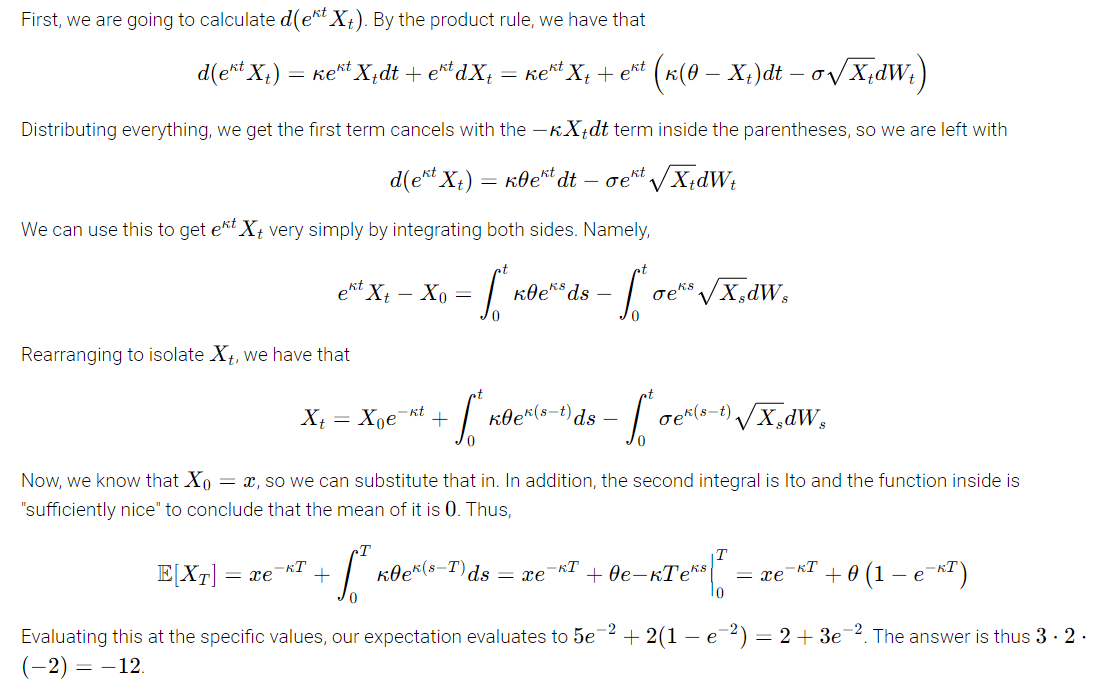 First, we are going to calculate d(e^{κt} X_t). By the product rule, we have that
d(e^{κt} X_t) = κe^{κt} X_t dt + e^{κt} dX_t = κe^{κt} X_t + e^{κt} (κ(θ − X_t)dt − σ√X_t dW_t)
Distributing everything, we get the first term cancels with the −κX_t dt term inside the parentheses, so we are left with
d(e^{κt} X_t) = κθe^{κt} dt − σe^{κt} √X_t dW_t
We can use this to get e^{κt} X_t very simply by integrating both sides. Namely,
e^{κt} X_t − X_0 = ∫_0^t κθe^{κs} ds − ∫_0^t σe^{κs} √X_s dW_s
Rearranging to isolate X_t, we have that
X_t = X_0 e^{−κt} + ∫_0^t κθe^{κ(s−t)} ds − ∫_0^t σe^{κ(s−t)} √X_s dW_s
Now, we know that X_0 = x, so we can substitute that in. In addition, the second integral is Ito and the function inside is
"sufficiently nice" to conclude that the mean of it is 0. Thus,
𝔼[X_T] = xe^{−κT} + ∫_0^T κθe^{κ(s−T)} ds = xe^{−κT} + θe−κTe^{κs} |_0^T = xe^{−κT} + θ (1 − e^{−κT})
Evaluating this at the specific values, our expectation evaluates to 5e^{−2} + 2(1 − e^{−2}) = 2 + 3e^{−2}. The answer is thus 3 · 2 ·
(−2) = −12.